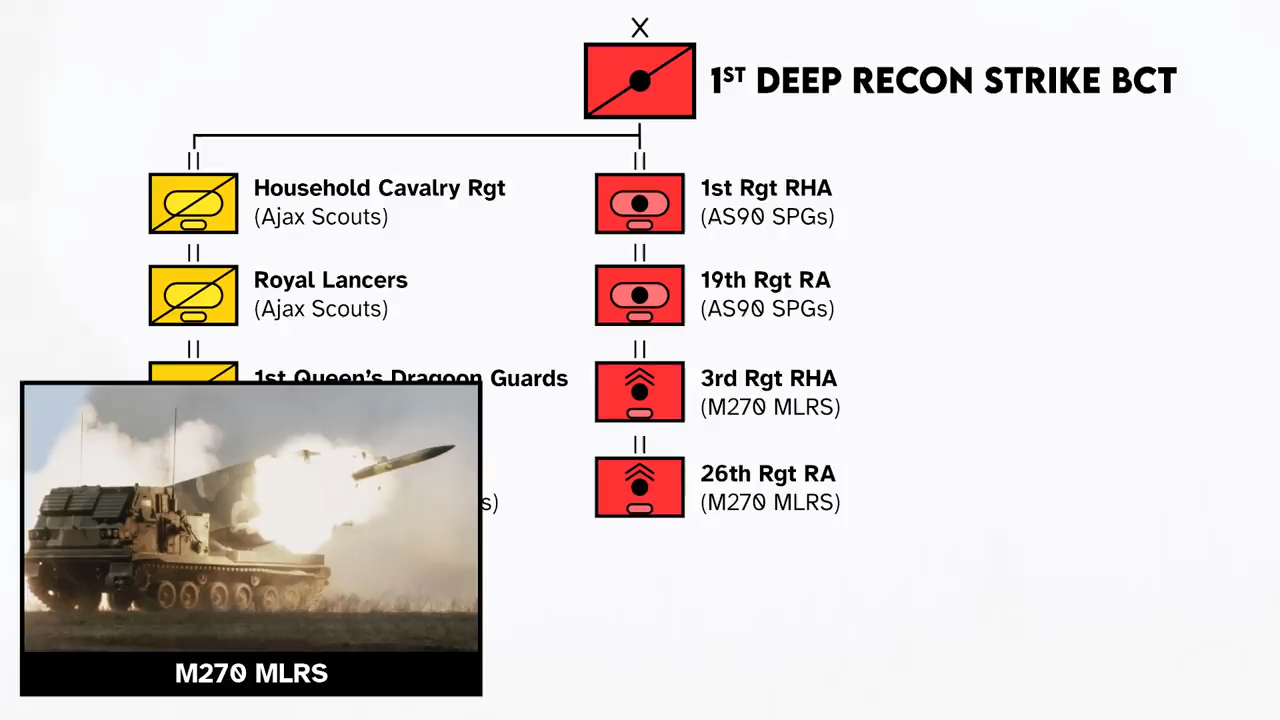 X
1ST DEEP RECON STRIKE BCT
Household Cavalry Rgt
(Ajax Scouts)
Royal Lancers
(Ajax Scouts)
1st Queen's Dragoon Guards
s)
1st Rgt RHA
(AS90 SPGs)
19th Rgt RA
(AS90 SPGs)
3rd Rgt RHA
(M270 MLRS)
26th Rgt RA
(M270 MLRS)
M270 MLRS